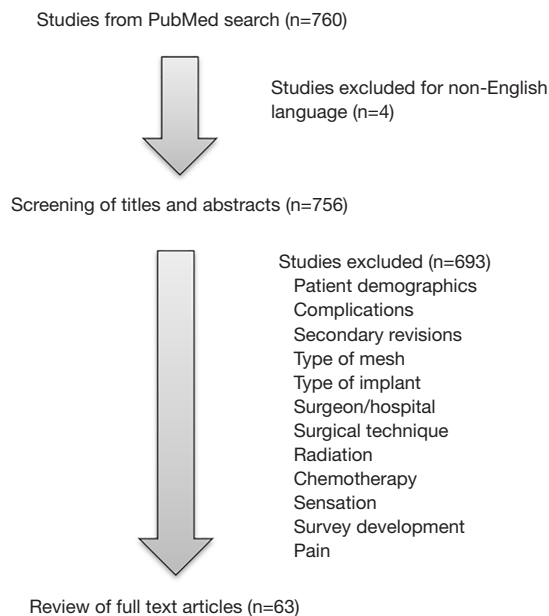 Studies from PubMed search (n=760)
Studies excluded for non-English
language (n=4)
Screening of titles and abstracts (n=756)
Studies excluded (n=693)
Patient demographics
Complications
Secondary revisions
Type of mesh
Type of implant
Surgeon/hospital
Surgical technique
Radiation
Chemotherapy
Sensation
Survey development
Pain
Review of full text articles (n=63)